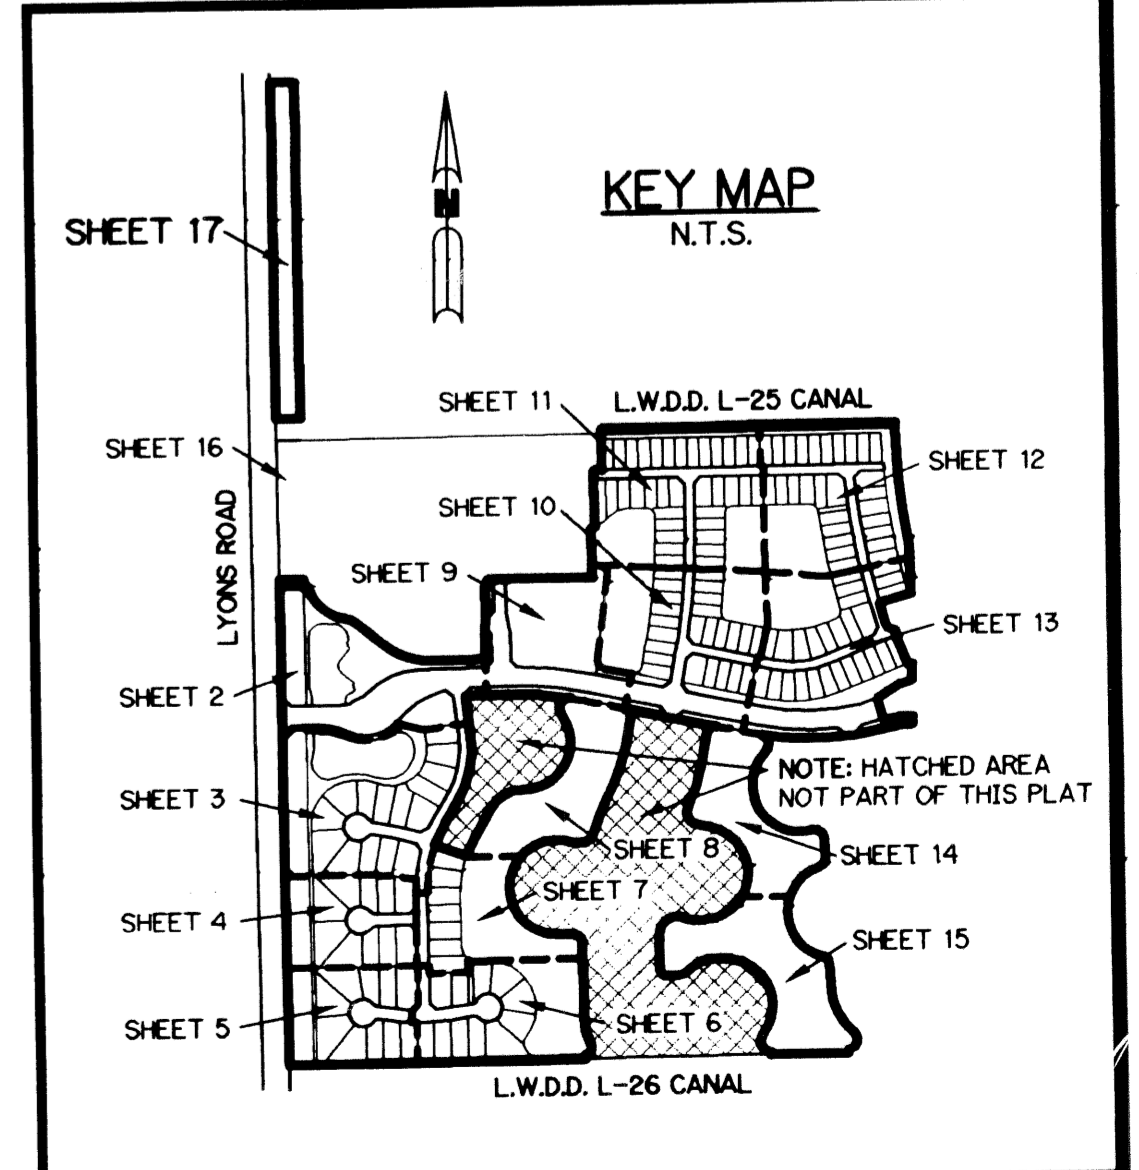 KEY MAP
N.T.S.
N
SHEET 17
SHEET 11
L.W.D.D. L-25 CANAL
SHEET 16
SHEET 12
SHEET 10
LYONS ROAD
SHEET 9
SHEET 13
SHEET 2
NOTE: HATCHED AREA
NOT PART OF THIS PLAT
SHEET 3
SHEET 8
SHEET 14
SHEET 7
SHEET 4
SHEET 15
SHEET 5
SHEET 6
L.W.D.D. L-26 CANAL